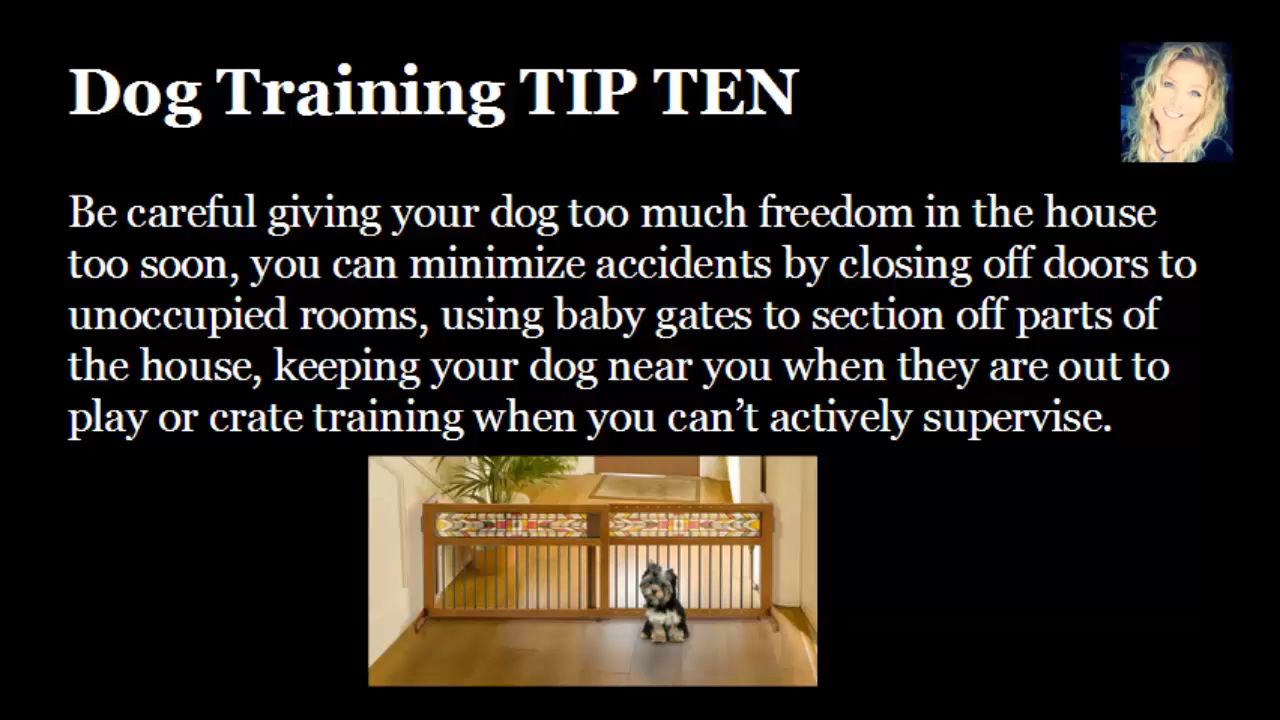 Dog Training TIP TEN
Be careful giving your dog too much freedom in the house
too soon, you can minimize accidents by closing off doors to
unoccupied rooms, using baby gates to section off parts of
the house, keeping your dog near you when they are out to
play or crate training when you can’t actively supervise.